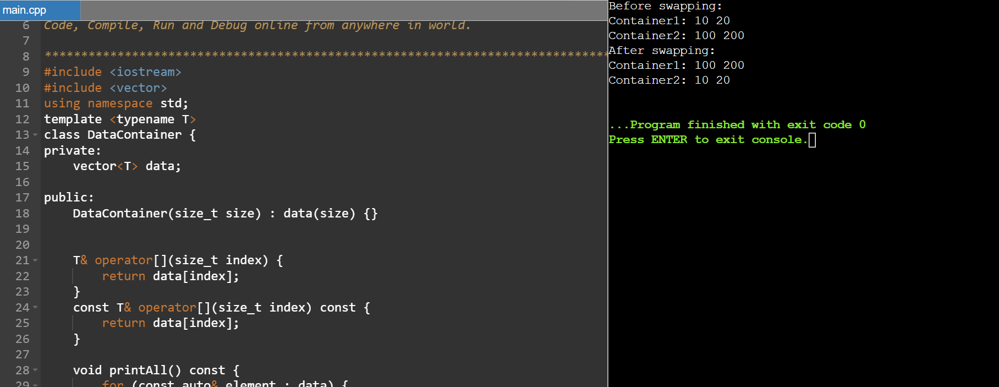 main.cpp
6 Code, Compile, Run and Debug online from anywhere in world.
7
8 ******************************************************************************
9 #include <iostream>
10 #include <vector>
11 using namespace std;
12 template <typename T>
13 class DataContainer {
14 private:
15     vector<T> data;
16
17 public:
18     DataContainer(size_t size) : data(size) {}
19
20
21     T& operator[](size_t index) {
22         return data[index];
23     }
24     const T& operator[](size_t index) const {
25         return data[index];
26     }
27
28     void printAll() const {
29         for (const auto& element : data) {
Before swapping:
Container1: 10 20
Container2: 100 200
After swapping:
Container1: 100 200
Container2: 10 20
...Program finished with exit code 0
Press ENTER to exit console.